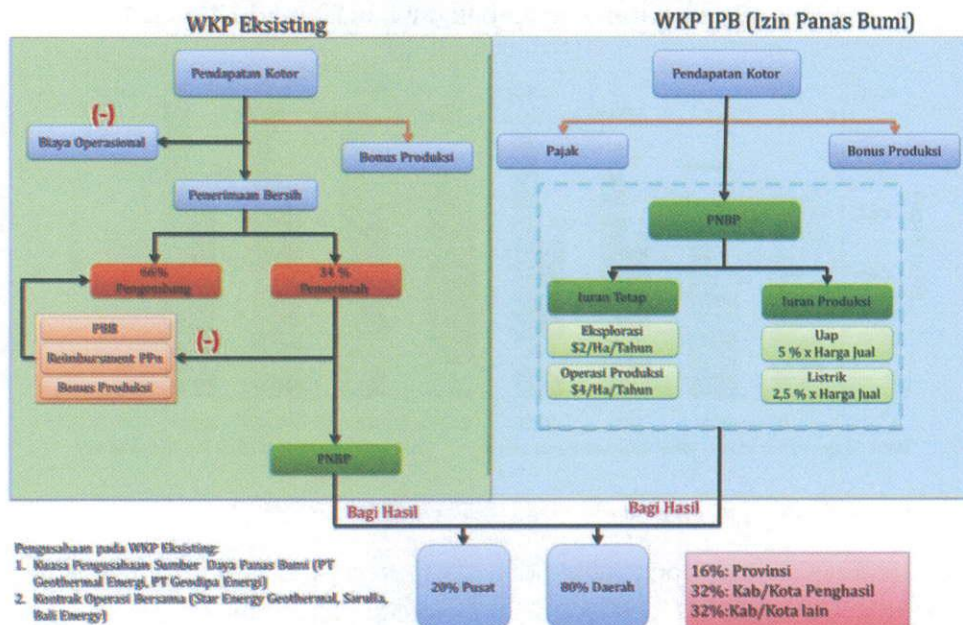 WKP Eksisting
Pendapatan Kotor
(-)
Biaya Operasional
Bonus Produksi
Penerimaan Bersih
66%
Pengembang
34 %
Pemerintah
PBB
Reimbursment PPn
Bonus Produksi
(-)
PNBP
WKP IPB (Izin Panas Bumi)
Pendapatan Kotor
Pajak
Bonus Produksi
PNBP
Iuran Tetap
Eksplorasi
$2/Ha/Tahun
Operasi Produksi
$4/Ha/Tahun
Iuran Produksi
Uap
5 % x Harga Jual
Listrik
2,5 % x Harga Jual
Bagi Hasil
Bagi Hasil
20% Pusat
80% Daerah
16%: Provinsi
32%: Kab/Kota Penghasil
32%:Kab/Kota lain
Pengusahaan pada WKP Eksisting:
1. Kuasa Pengusahaan Sumber Daya Panas Bumi (PT
Geothermal Energi, PT Geodipa Energi)
2. Kontrak Operasi Bersama (Star Energy Geothermal, Sarulla,
Bali Energy)